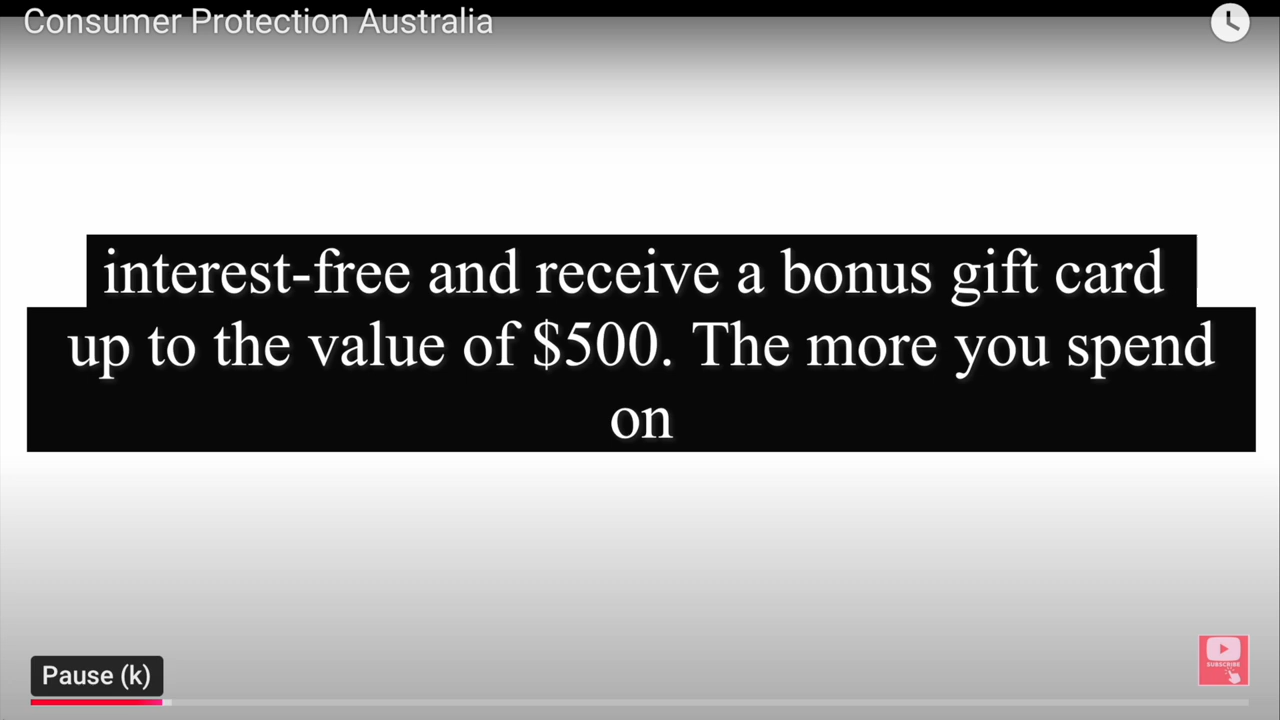 Consumer Protection Australia
interest-free and receive a bonus gift card
up to the value of $500. The more you spend
on
Pause (k)
SUBSCRIBE